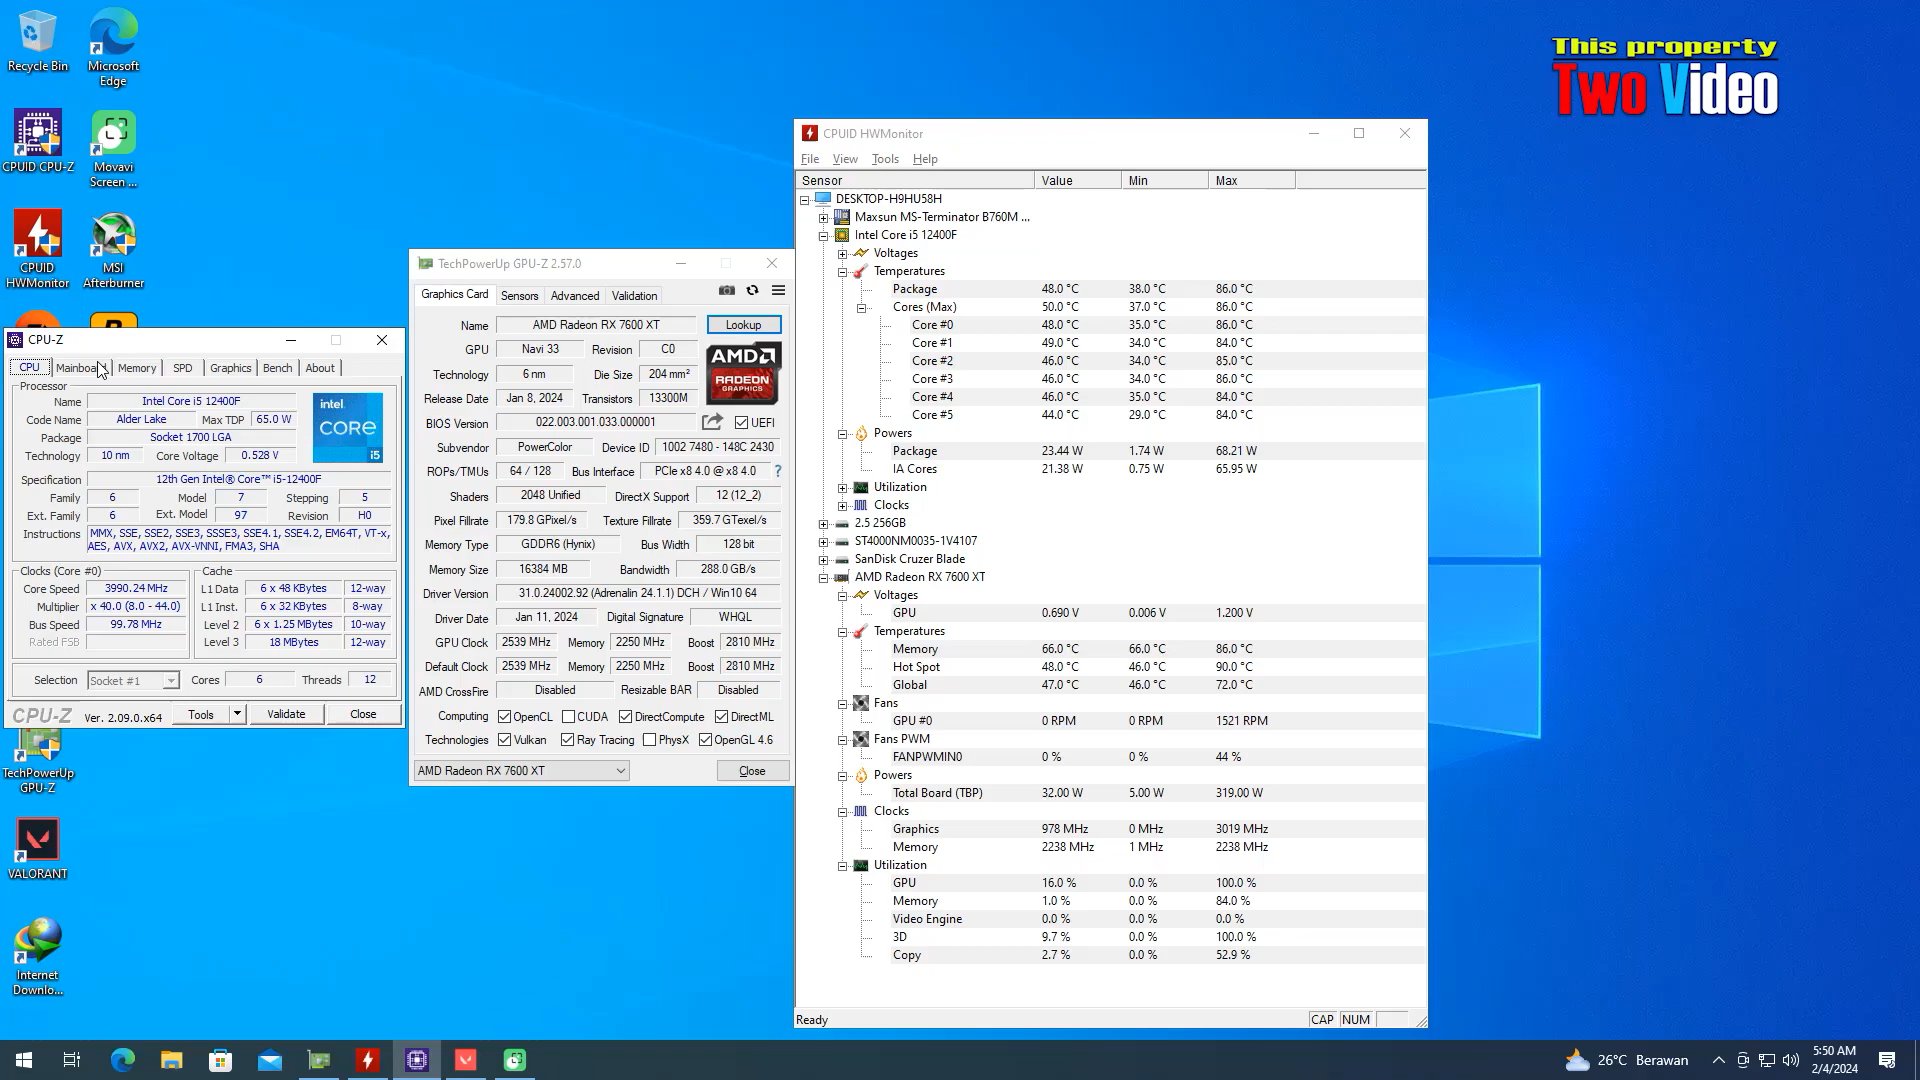 Recycle Bin
Microsoft
Edge
CPUID CPU-Z
Movavi
Screen ...
CPUID
HWMonitor
MSI
Afterburner
TechPowerUp
GPU-Z
VALORANT
Internet
Downlo...
This property
Two Video
CPU-Z
CPU Mainboard Memory SPD Graphics Bench About
Processor
Name Intel Core i5 12400F
Code Name Alder Lake Max TDP 65.0 W
Package Socket 1700 LGA
Technology 10 nm Core Voltage 0.528 V
intel
CORE
i5
Specification 12th Gen Intel® Core™ i5-12400F
Family 6 Model 7 Stepping 5
Ext. Family 6 Ext. Model 97 Revision H0
Instructions MMX, SSE, SSE2, SSE3, SSSE3, SSE4.1, SSE4.2, EM64T, VT-x,
AES, AVX, AVX2, AVX-VNNI, FMA3, SHA
Clocks (Core #0)
Core Speed 3990.24 MHz
Multiplier x 40.0 (8.0 - 44.0)
Bus Speed 99.78 MHz
Rated FSB
Cache
L1 Data 6 x 48 KBytes 12-way
L1 Inst. 6 x 32 KBytes 8-way
Level 2 6 x 1.25 MBytes 10-way
Level 3 18 MBytes 12-way
Selection Socket #1 Cores 6 Threads 12
CPU-Z Ver. 2.09.0.x64 Tools Validate Close
TechPowerUp GPU-Z 2.57.0
Graphics Card Sensors Advanced Validation
Name AMD Radeon RX 7600 XT Lookup
GPU Navi 33 Revision C0
Technology 6 nm Die Size 204 mm²
Release Date Jan 8, 2024 Transistors 13300M
AMD
RADEON
GRAPHICS
BIOS Version 022.003.001.033.000001 UEFI
Subvendor PowerColor Device ID 1002 7480 - 148C 2430
ROPs/TMUs 64 / 128 Bus Interface PCIe x8 4.0 @ x8 4.0 ?
Shaders 2048 Unified DirectX Support 12 (12_2)
Pixel Fillrate 179.8 GPixel/s Texture Fillrate 359.7 GTexel/s
Memory Type GDDR6 (Hynix) Bus Width 128 bit
Memory Size 16384 MB Bandwidth 288.0 GB/s
Driver Version 31.0.24002.92 (Adrenalin 24.1.1) DCH / Win10 64
Driver Date Jan 11, 2024 Digital Signature WHQL
GPU Clock 2539 MHz Memory 2250 MHz Boost 2810 MHz
Default Clock 2539 MHz Memory 2250 MHz Boost 2810 MHz
AMD CrossFire Disabled Resizable BAR Disabled
Computing OpenCL CUDA DirectCompute DirectML
Technologies Vulkan Ray Tracing PhysX OpenGL 4.6
AMD Radeon RX 7600 XT Close
CPUID HWMonitor
File View Tools Help
Sensor Value Min Max
DESKTOP-H9HU58H
Maxsun MS-Terminator B760M ...
Intel Core i5 12400F
Voltages
Temperatures
Package 48.0 °C 38.0 °C 86.0 °C
Cores (Max) 50.0 °C 37.0 °C 86.0 °C
Core #0 48.0 °C 35.0 °C 86.0 °C
Core #1 49.0 °C 34.0 °C 84.0 °C
Core #2 46.0 °C 34.0 °C 85.0 °C
Core #3 46.0 °C 34.0 °C 86.0 °C
Core #4 46.0 °C 35.0 °C 84.0 °C
Core #5 44.0 °C 29.0 °C 84.0 °C
Powers
Package 23.44 W 1.74 W 68.21 W
IA Cores 21.38 W 0.75 W 65.95 W
Utilization
Clocks
2.5 256GB
ST4000NM0035-1V4107
SanDisk Cruzer Blade
AMD Radeon RX 7600 XT
Voltages
GPU 0.690 V 0.006 V 1.200 V
Temperatures
Memory 66.0 °C 66.0 °C 86.0 °C
Hot Spot 48.0 °C 46.0 °C 90.0 °C
Global 47.0 °C 46.0 °C 72.0 °C
Fans
GPU #0 0 RPM 0 RPM 1521 RPM
Fans PWM
FANPWMIN0 0 % 0 % 44 %
Powers
Total Board (TBP) 32.00 W 5.00 W 319.00 W
Clocks
Graphics 978 MHz 0 MHz 3019 MHz
Memory 2238 MHz 1 MHz 2238 MHz
Utilization
GPU 16.0 % 0.0 % 100.0 %
Memory 1.0 % 0.0 % 84.0 %
Video Engine 0.0 % 0.0 % 0.0 %
3D 9.7 % 0.0 % 100.0 %
Copy 2.7 % 0.0 % 52.9 %
Ready CAP NUM
26°C Berawan
5:50 AM
2/4/2024